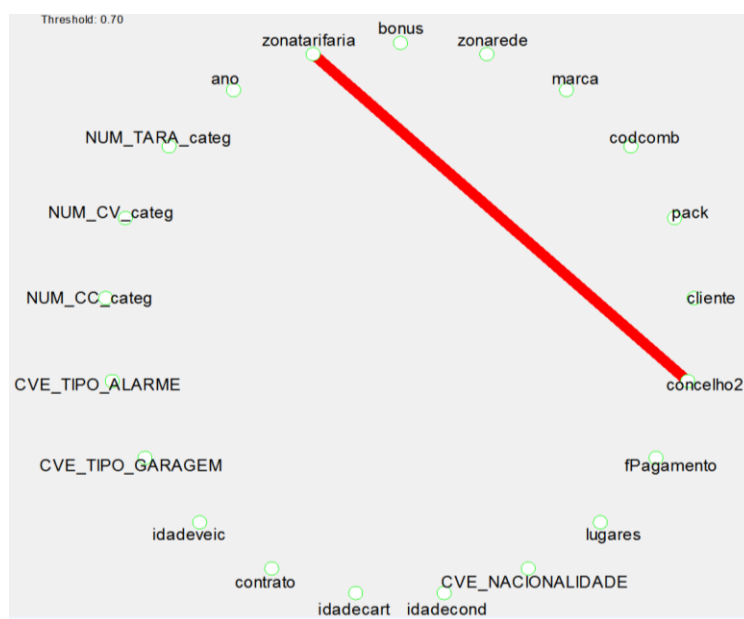 Threshold: 0.70
bonus
zonatarifaria
zonarede
ano
marca
NUM_TARA_categ
codcomb
NUM_CV_categ
pack
NUM_CC_categ
cliente
CVE_TIPO_ALARME
concelho2
CVE_TIPO_GARAGEM
fPagamento
idadeveic
lugares
contrato
CVE_NACIONALIDADE
idadecart
idadecond